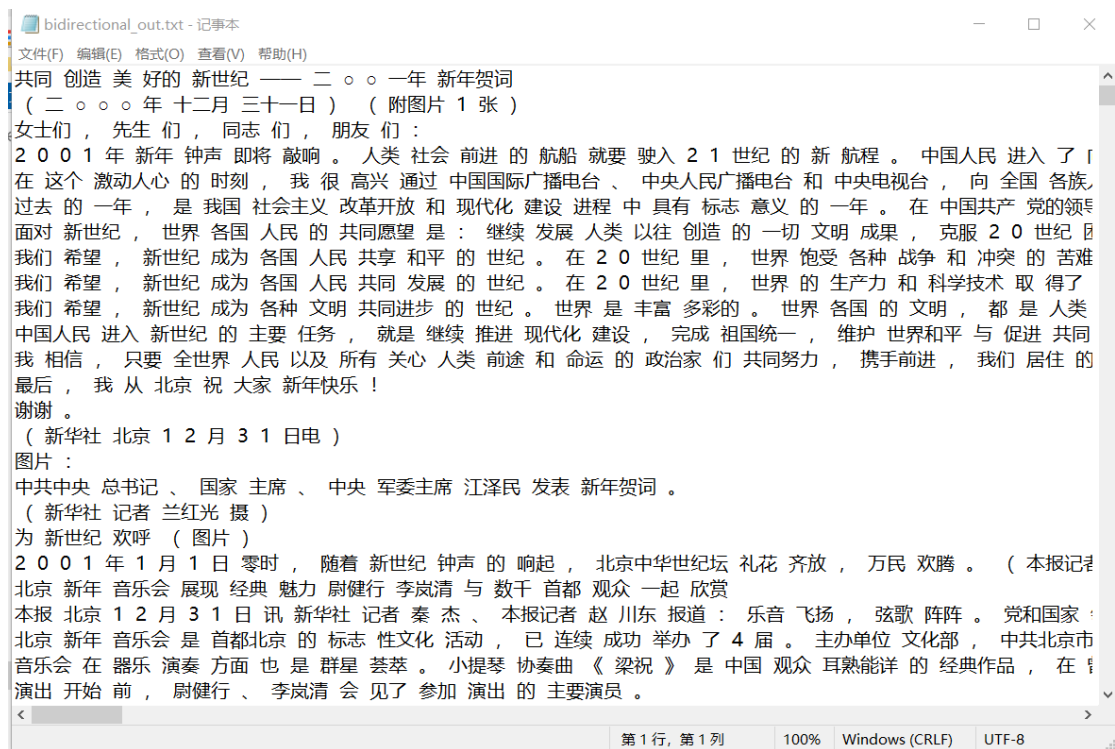 bidirectional_out.txt - 记事本
文件(F) 编辑(E) 格式(O) 查看(V) 帮助(H)
共同 创造 美 好的 新世纪 —— 二 ○ ○ 一年 新年贺词
（ 二 ○ ○ ○ 年 十二月 三十一日 ） （ 附图片 １ 张 ）
女士们 ， 先生 们 ， 同志 们 ， 朋友 们 ：
２ ０ ０ １ 年 新年 钟声 即将 敲响 。 人类 社会 前进 的 航船 就要 驶入 ２ １ 世纪 的 新 航程 。 中国人民 进入 了
在 这个 激动人心 的 时刻 ， 我 很 高兴 通过 中国国际广播电台 、 中央人民广播电台 和 中央电视台 ， 向 全国 各族
过去 的 一年 ， 是 我国 社会主义 改革开放 和 现代化 建设 进程 中 具有 标志 意义 的 一年 。 在 中国共产 党的领导
面对 新世纪 ， 世界 各国 人民 的 共同愿望 是 ： 继续 发展 人类 以往 创造 的 一切 文明 成果 ， 克服 ２ ０ 世纪 困
我们 希望 ， 新世纪 成为 各国 人民 共享 和平 的 世纪 。 在 ２ ０ 世纪 里 ， 世界 饱受 各种 战争 和 冲突 的 苦难
我们 希望 ， 新世纪 成为 各国 人民 共同 发展 的 世纪 。 在 ２ ０ 世纪 里 ， 世界 的 生产力 和 科学技术 取 得了
我们 希望 ， 新世纪 成为 各种 文明 共同进步 的 世纪 。 世界 是 丰富 多彩的 。 世界 各国 的 文明 ， 都 是 人类
中国人民 进入 新世纪 的 主要 任务 ， 就是 继续 推进 现代化 建设 ， 完成 祖国统一 ， 维护 世界和平 与 促进 共同
我 相信 ， 只要 全世界 人民 以及 所有 关心 人类 前途 和 命运 的 政治家 们 共同努力 ， 携手前进 ， 我们 居住 的
最后 ， 我 从 北京 祝 大家 新年快乐 ！
谢谢 。
（ 新华社 北京 １ ２ 月 ３ １ 日电 ）
图片 ：
中共中央 总书记 、 国家 主席 、 中央 军委主席 江泽民 发表 新年贺词 。
（ 新华社 记者 兰红光 摄 ）
为 新世纪 欢呼 （ 图片 ）
２ ０ ０ １ 年 １ 月 １ 日 零时 ， 随着 新世纪 钟声 的 响起 ， 北京中华世纪坛 礼花 齐放 ， 万民 欢腾 。 （ 本报记者
北京 新年 音乐会 展现 经典 魅力 尉健行 李岚清 与 数千 首都 观众 一起 欣赏
本报 北京 １ ２ 月 ３ １ 日 讯 新华社 记者 秦 杰 、 本报记者 赵 川东 报道 ： 乐音 飞扬 ， 弦歌 阵阵 。 党和国家
北京 新年 音乐会 是 首都北京 的 标志 性文化 活动 ， 已 连续 成功 举办 了 ４ 届 。 主办单位 文化部 ， 中共北京市
音乐会 在 器乐 演奏 方面 也 是 群星 荟萃 。 小提琴 协奏曲 《 梁祝 》 是 中国 观众 耳熟能详 的 经典作品 ， 在
演出 开始 前 ， 尉健行 、 李岚清 会 见了 参加 演出 的 主要演员 。
第 1 行，第 1 列 100% Windows (CRLF) UTF-8